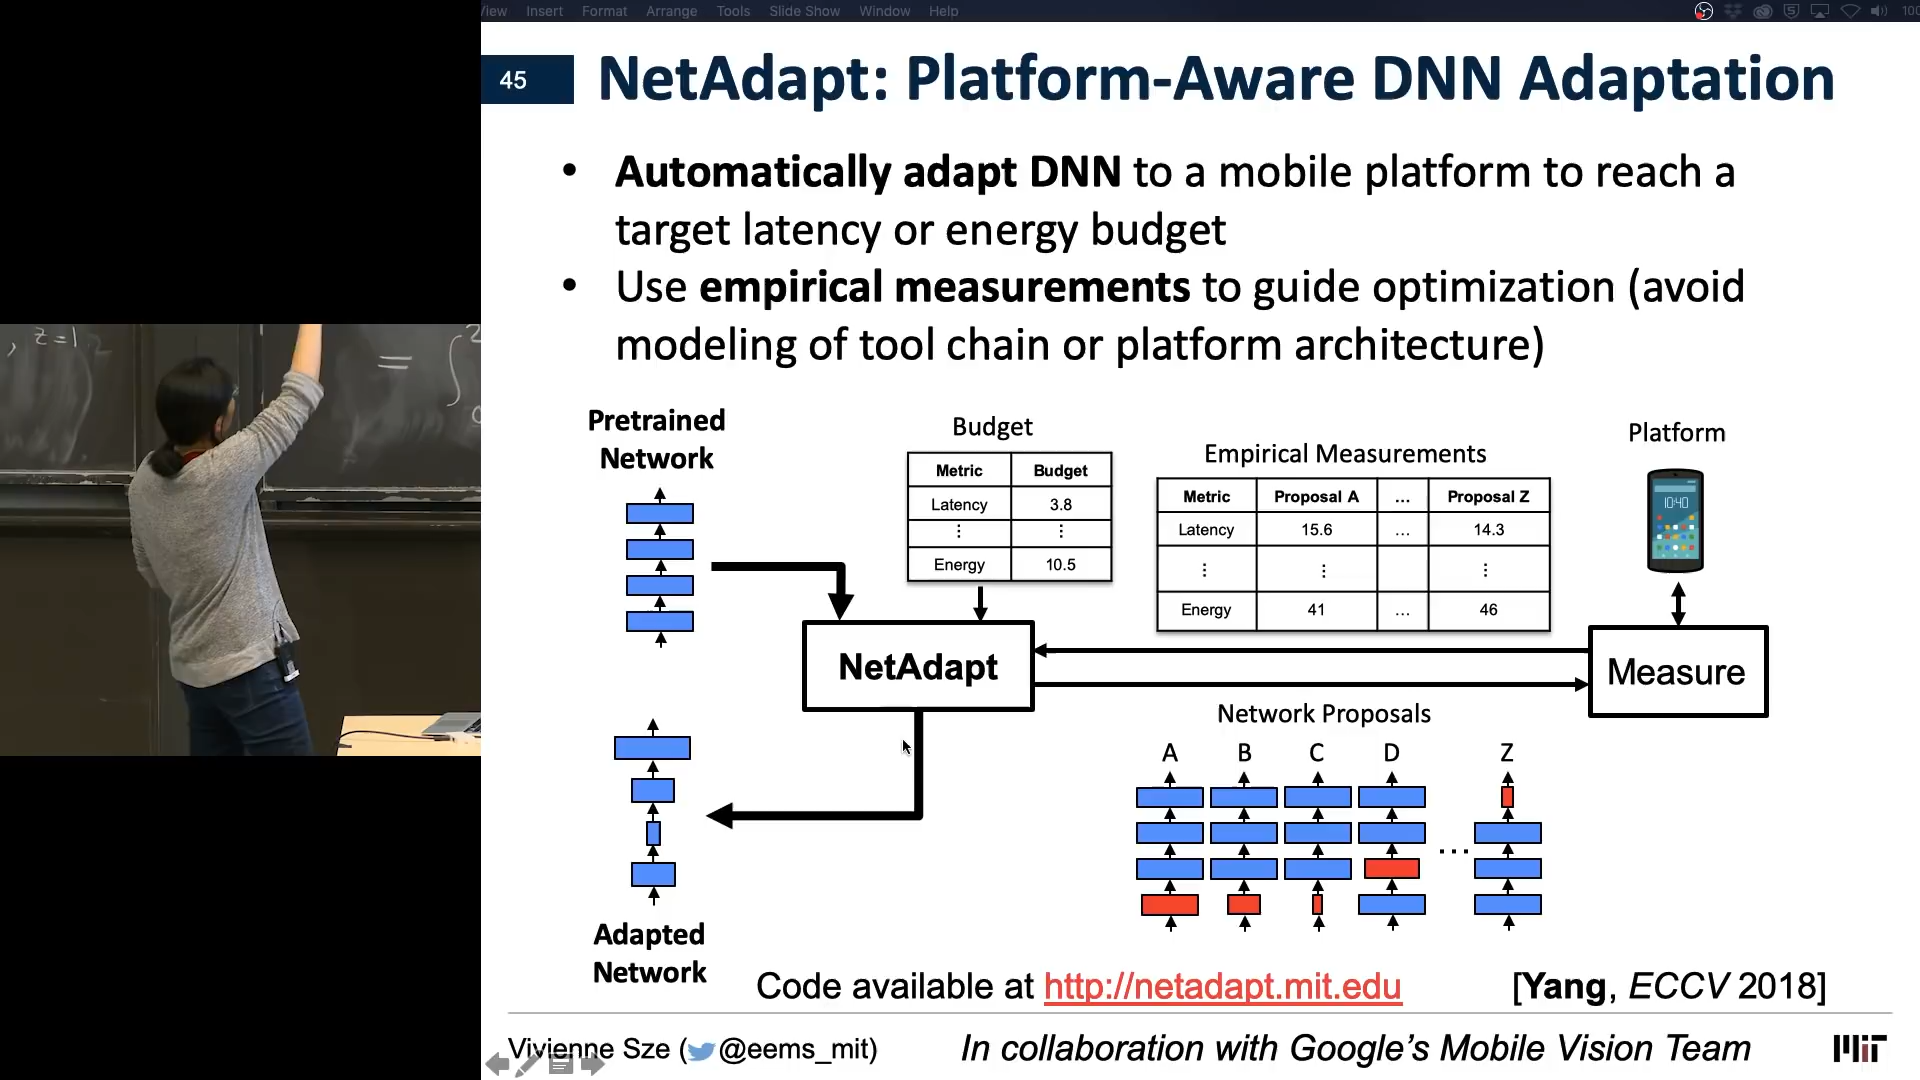 View Insert Format Arrange Tools Slide Show Window Help
45
NetAdapt: Platform-Aware DNN Adaptation
• Automatically adapt DNN to a mobile platform to reach a
target latency or energy budget
• Use empirical measurements to guide optimization (avoid
modeling of tool chain or platform architecture)
, z=1
= ∫
Pretrained
Network
Budget
Metric Budget
Latency 3.8
⋮ ⋮
Energy 10.5
Empirical Measurements
Metric Proposal A ... Proposal Z
Latency 15.6 ... 14.3
⋮ ⋮ ⋮
Energy 41 ... 46
Platform
10:40
NetAdapt
Measure
Network Proposals
A B C D Z
...
Adapted
Network
Code available at http://netadapt.mit.edu
[Yang, ECCV 2018]
Vivienne Sze (@eems_mit)
In collaboration with Google's Mobile Vision Team
MIT